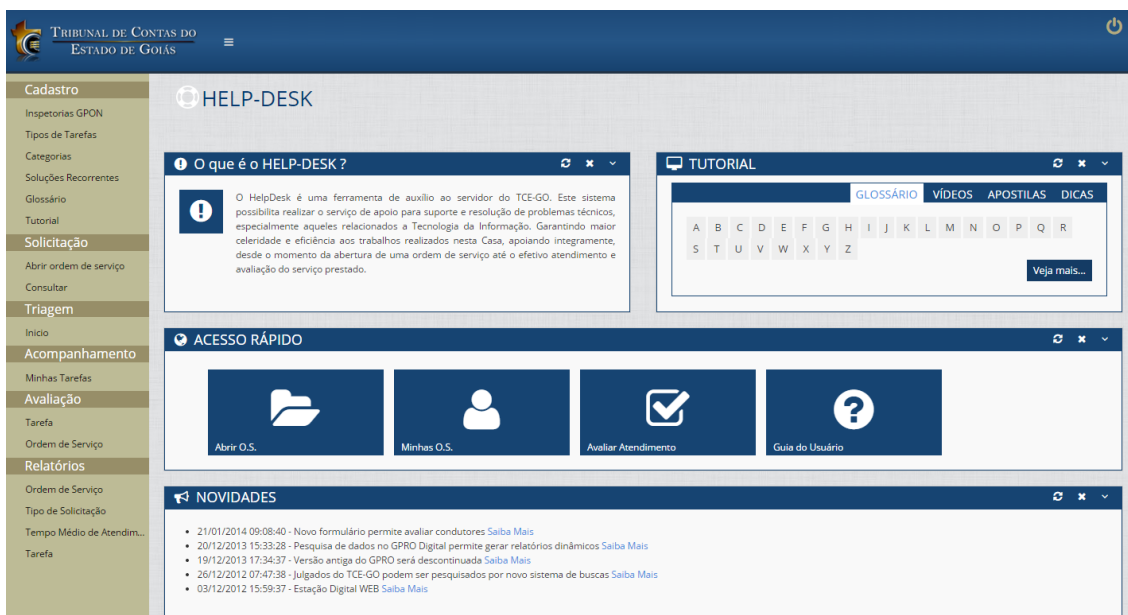 TRIBUNAL DE CONTAS DO
ESTADO DE GOIÁS
Cadastro
Inspetorias GPON
Tipos de Tarefas
Categorias
Soluções Recorrentes
Glossário
Tutorial
Solicitação
Abrir ordem de serviço
Consultar
Triagem
Inicio
Acompanhamento
Minhas Tarefas
Avaliação
Tarefa
Ordem de Serviço
Relatórios
Ordem de Serviço
Tipo de Solicitação
Tempo Médio de Atendim...
Tarefa
HELP-DESK
O que é o HELP-DESK ?
O HelpDesk é uma ferramenta de auxílio ao servidor do TCE-GO. Este sistema
possibilita realizar o serviço de apoio para suporte e resolução de problemas técnicos,
especialmente aqueles relacionados a Tecnologia da Informação. Garantindo maior
celeridade e eficiência aos trabalhos realizados nesta Casa, apoiando integramente,
desde o momento da abertura de uma ordem de serviço até o efetivo atendimento e
avaliação do serviço prestado.
TUTORIAL
GLOSSÁRIO VÍDEOS APOSTILAS DICAS
A B C D E F G H I J K L M N O P Q R
S T U V W X Y Z
Veja mais...
ACESSO RÁPIDO
Abrir O.S.
Minhas O.S.
Avaliar Atendimento
Guia do Usuário
NOVIDADES
21/01/2014 09:08:40 - Novo formulário permite avaliar condutores Saiba Mais
20/12/2013 15:33:28 - Pesquisa de dados no GPRO Digital permite gerar relatórios dinâmicos Saiba Mais
19/12/2013 17:34:37 - Versão antiga do GPRO será descontinuada Saiba Mais
26/12/2012 07:47:38 - Julgados do TCE-GO podem ser pesquisados por novo sistema de buscas Saiba Mais
03/12/2012 15:59:37 - Estação Digital WEB Saiba Mais